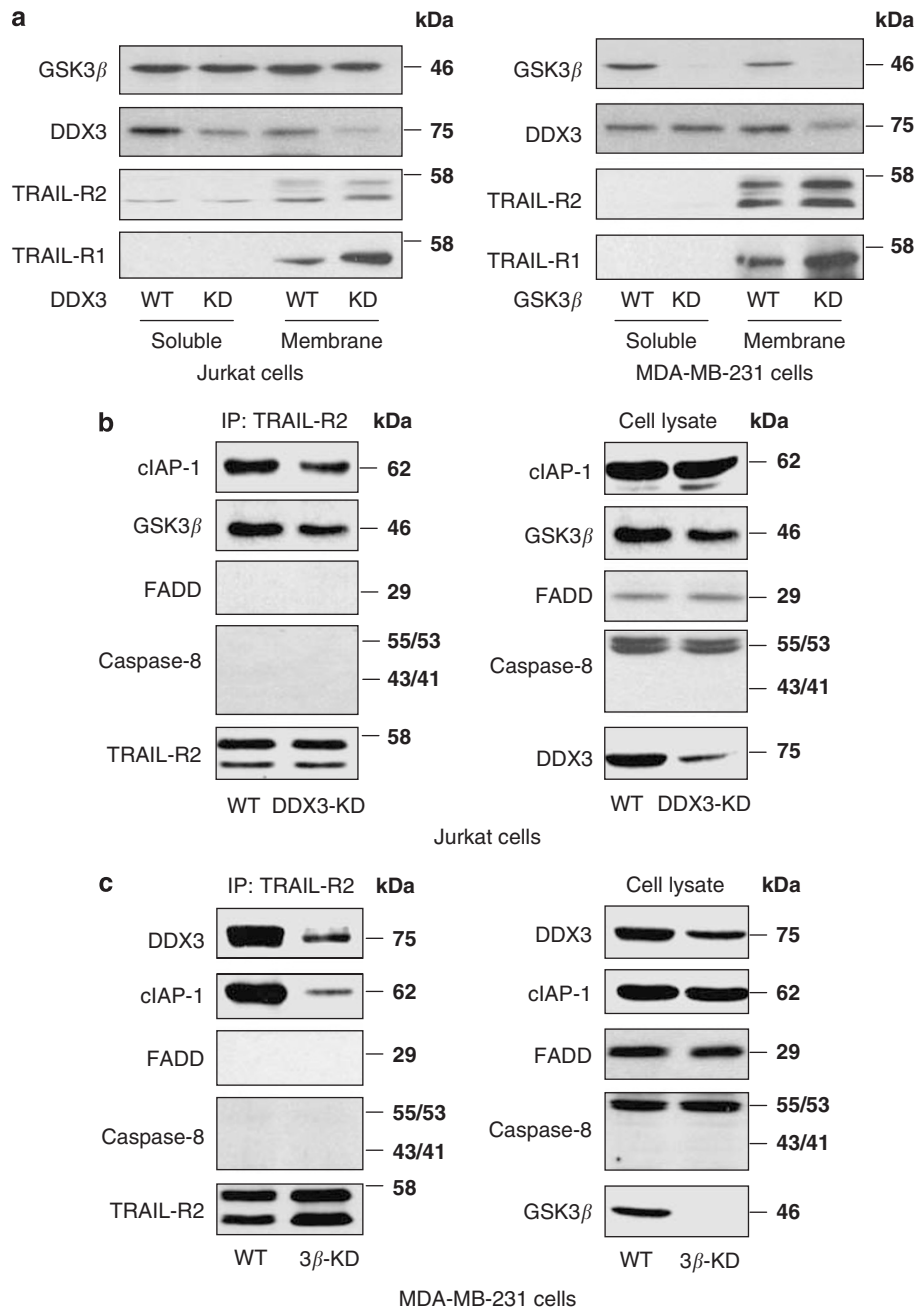 a
kDa
GSK3β 46
DDX3 75
TRAIL-R2 58
TRAIL-R1 58
DDX3 WT KD WT KD
Soluble Membrane
Jurkat cells
kDa
GSK3β 46
DDX3 75
TRAIL-R2 58
TRAIL-R1 58
GSK3β WT KD WT KD
Soluble Membrane
MDA-MB-231 cells
b IP: TRAIL-R2 kDa
cIAP-1 62
GSK3β 46
FADD 29
Caspase-8 55/53
43/41
TRAIL-R2 58
WT DDX3-KD
Cell lysate kDa
cIAP-1 62
GSK3β 46
FADD 29
Caspase-8 55/53
43/41
DDX3 75
WT DDX3-KD
Jurkat cells
c IP: TRAIL-R2 kDa
DDX3 75
cIAP-1 62
FADD 29
Caspase-8 55/53
43/41
TRAIL-R2 58
WT 3β-KD
Cell lysate kDa
DDX3 75
cIAP-1 62
FADD 29
Caspase-8 55/53
43/41
GSK3β 46
WT 3β-KD
MDA-MB-231 cells